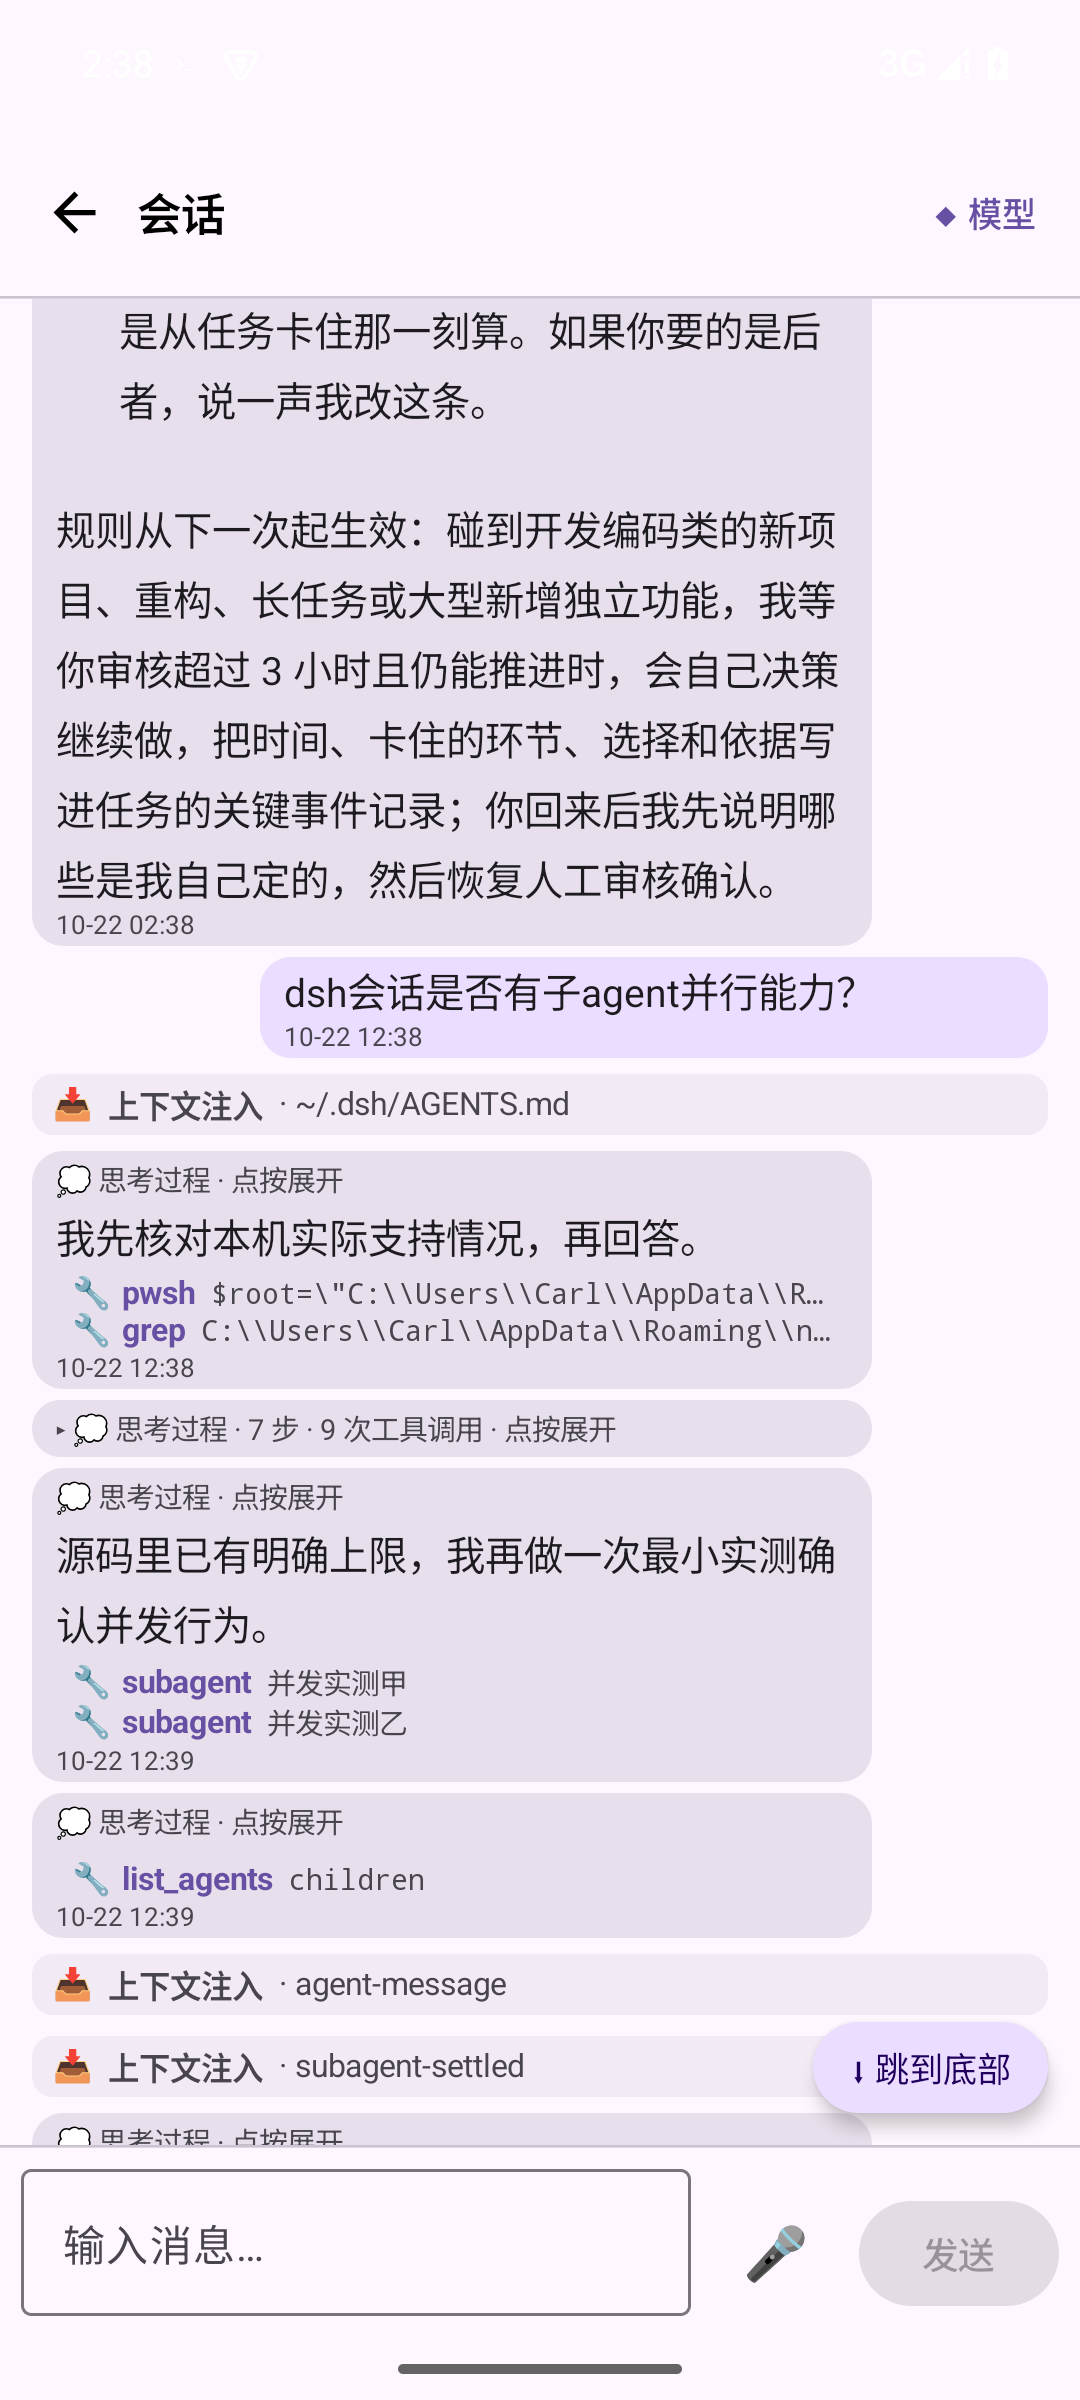 2:38
3G
会话
◆ 模型
是从任务卡住那一刻算。如果你要的是后
者，说一声我改这条。
规则从下一次起生效：碰到开发编码类的新项
目、重构、长任务或大型新增独立功能，我等
你审核超过 3 小时且仍能推进时，会自己决策
继续做，把时间、卡住的环节、选择和依据写
进任务的关键事件记录；你回来后我先说明哪
些是我自己定的，然后恢复人工审核确认。
10-22 02:38
dsh会话是否有子agent并行能力？
10-22 12:38
上下文注入 · ~/.dsh/AGENTS.md
思考过程 · 点按展开
我先核对本机实际支持情况，再回答。
pwsh $root=\"C:\\Users\\Carl\\AppData\\R…
grep C:\\Users\\Carl\\AppData\\Roaming\\n…
10-22 12:38
▸ 思考过程 · 7 步 · 9 次工具调用 · 点按展开
思考过程 · 点按展开
源码里已有明确上限，我再做一次最小实测确
认并发行为。
subagent 并发实测甲
subagent 并发实测乙
10-22 12:39
思考过程 · 点按展开
list_agents children
10-22 12:39
上下文注入 · agent-message
上下文注入 · subagent-settled
↓ 跳到底部
思考过程 · 点按展开
输入消息…
发送